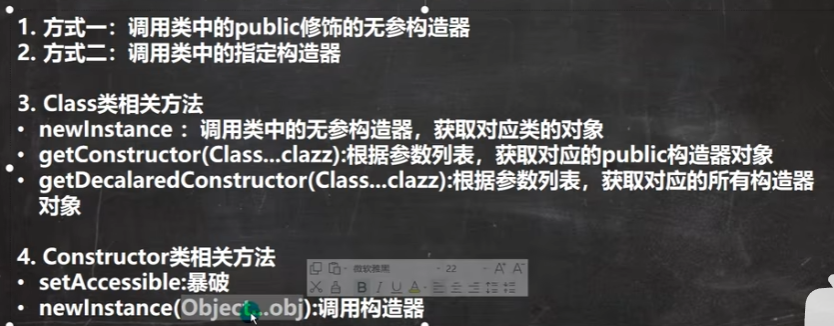 1. 方式一：调用类中的public修饰的无参构造器
2. 方式二：调用类中的指定构造器
3. Class类相关方法
• newInstance ：调用类中的无参构造器，获取对应类的对象
• getConstructor(Class...clazz):根据参数列表，获取对应的public构造器对象
• getDecalaredConstructor(Class...clazz):根据参数列表，获取对应的所有构造器
对象
4. Constructor类相关方法
微软雅黑 22 A A
B I U A
• setAccessible:暴破
• newInstance(Object...obj):调用构造器